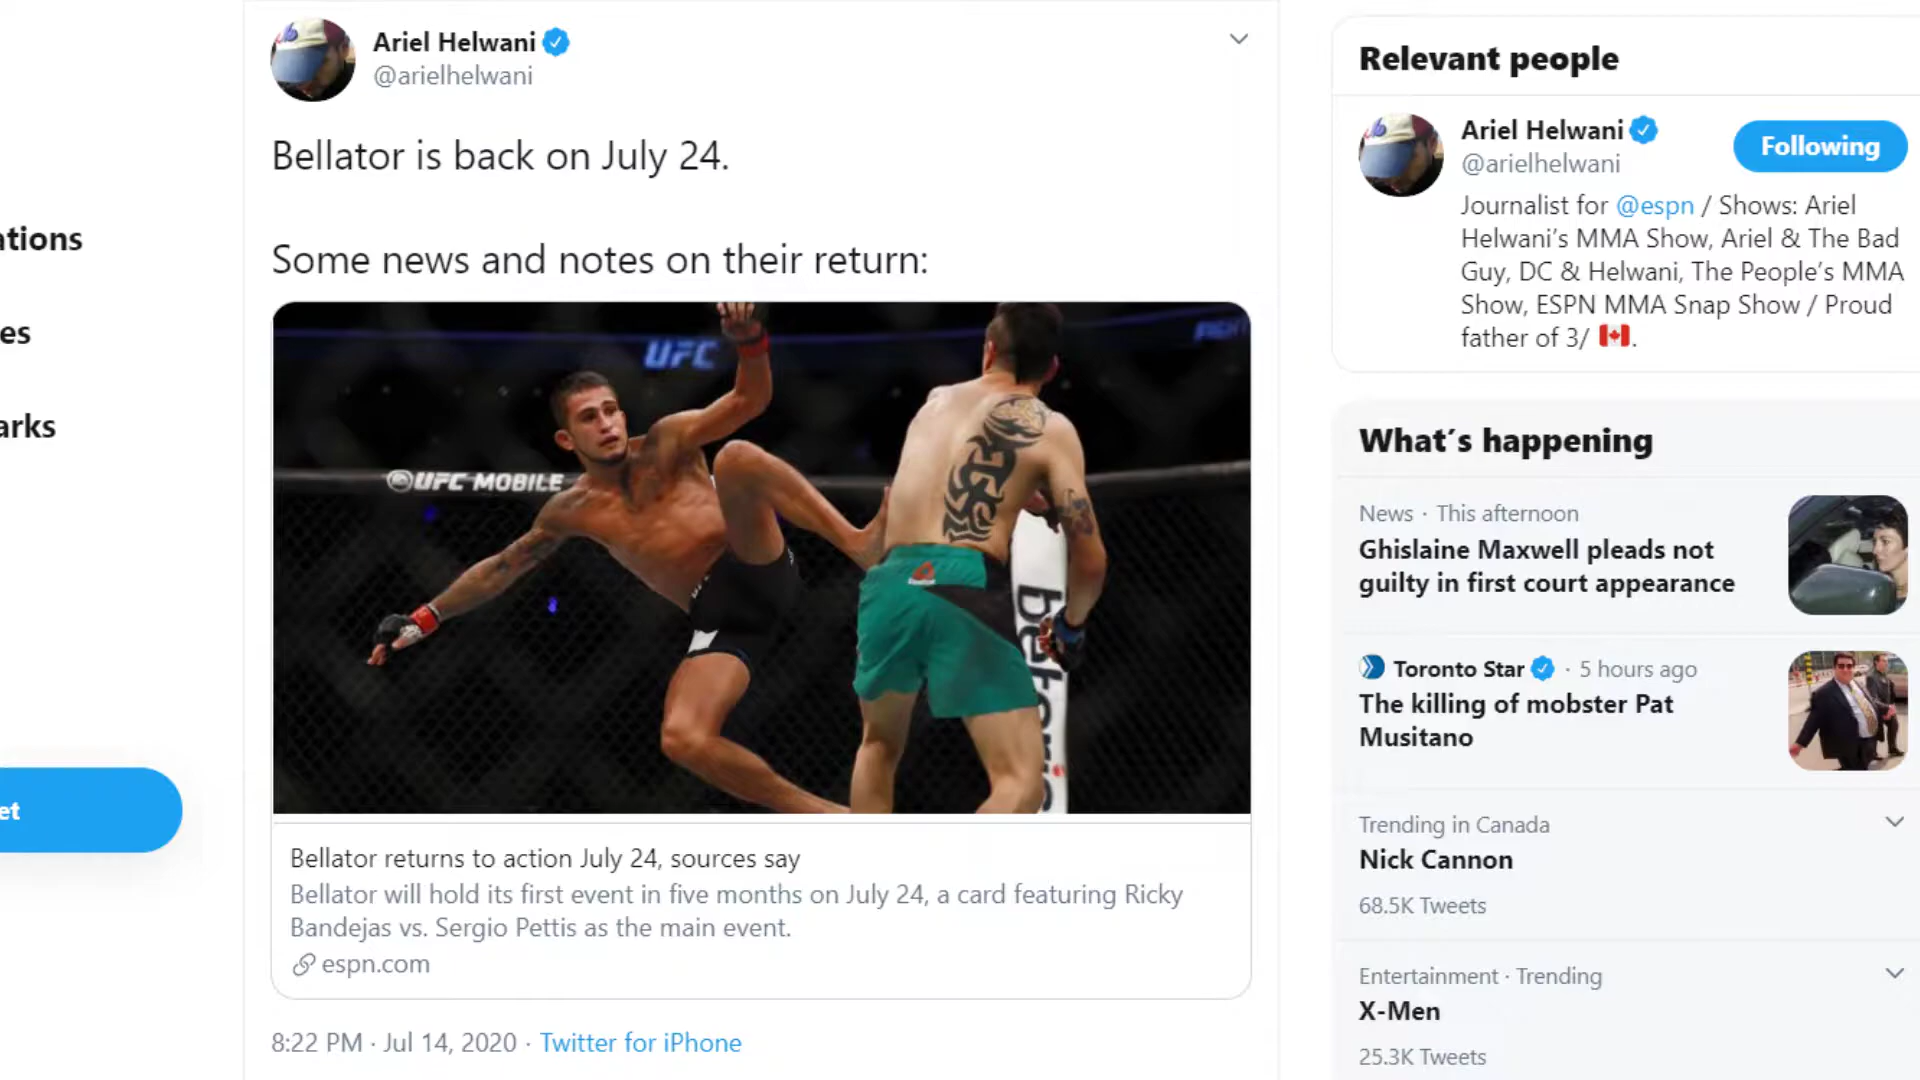 Ariel Helwani
@arielhelwani
Bellator is back on July 24.
Some news and notes on their return:
UFC
FIGHT
UFC MOBILE
Reebok
Bellator returns to action July 24, sources say
Bellator will hold its first event in five months on July 24, a card featuring Ricky
Bandejas vs. Sergio Pettis as the main event.
espn.com
8:22 PM · Jul 14, 2020 · Twitter for iPhone
ations
es
arks
et
Relevant people
Ariel Helwani
@arielhelwani
Following
Journalist for @espn / Shows: Ariel
Helwani’s MMA Show, Ariel & The Bad
Guy, DC & Helwani, The People’s MMA
Show, ESPN MMA Snap Show / Proud
father of 3/ 🇨🇦.
What’s happening
News · This afternoon
Ghislaine Maxwell pleads not
guilty in first court appearance
Toronto Star · 5 hours ago
The killing of mobster Pat
Musitano
Trending in Canada
Nick Cannon
68.5K Tweets
Entertainment · Trending
X-Men
25.3K Tweets